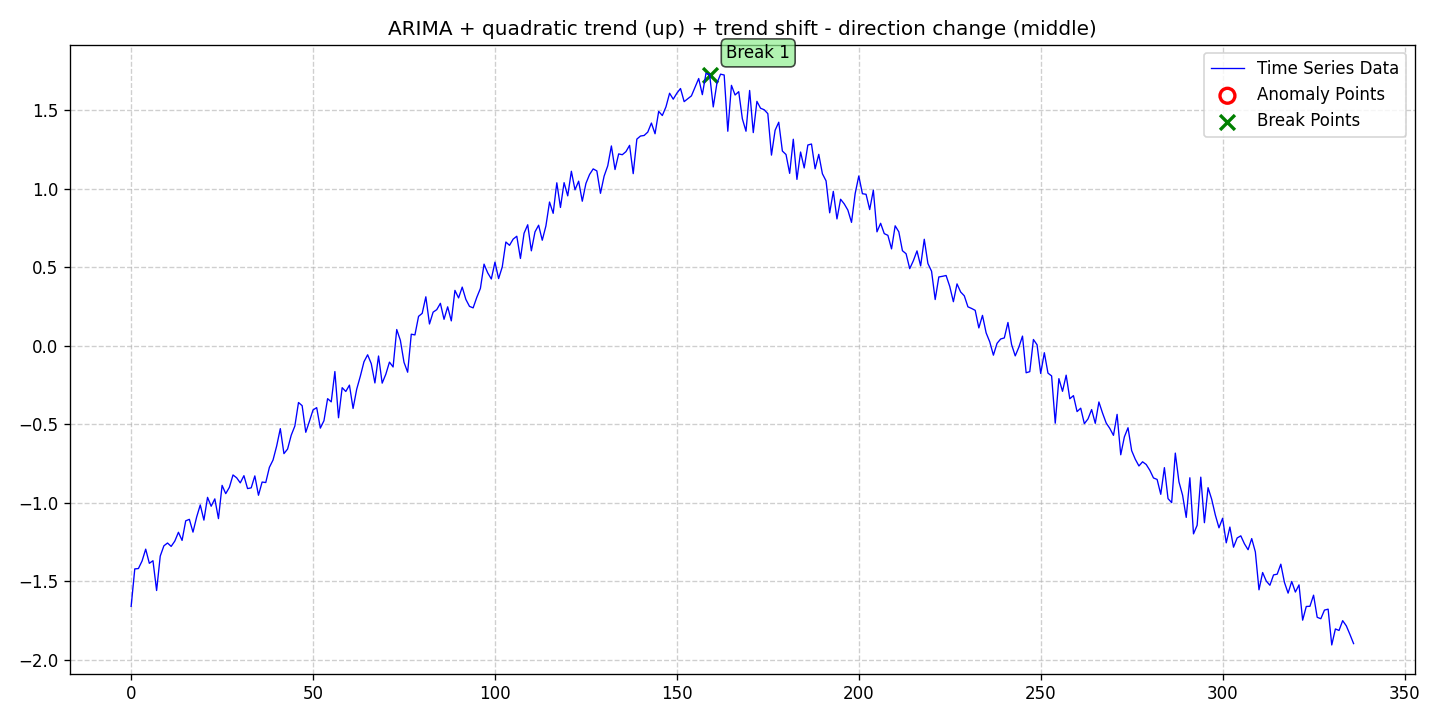 ARIMA + quadratic trend (up) + trend shift - direction change (middle)
Break 1
Time Series Data
Anomaly Points
Break Points
1.5
1.0
0.5
0.0
−0.5
−1.0
−1.5
−2.0
0 50 100 150 200 250 300 350